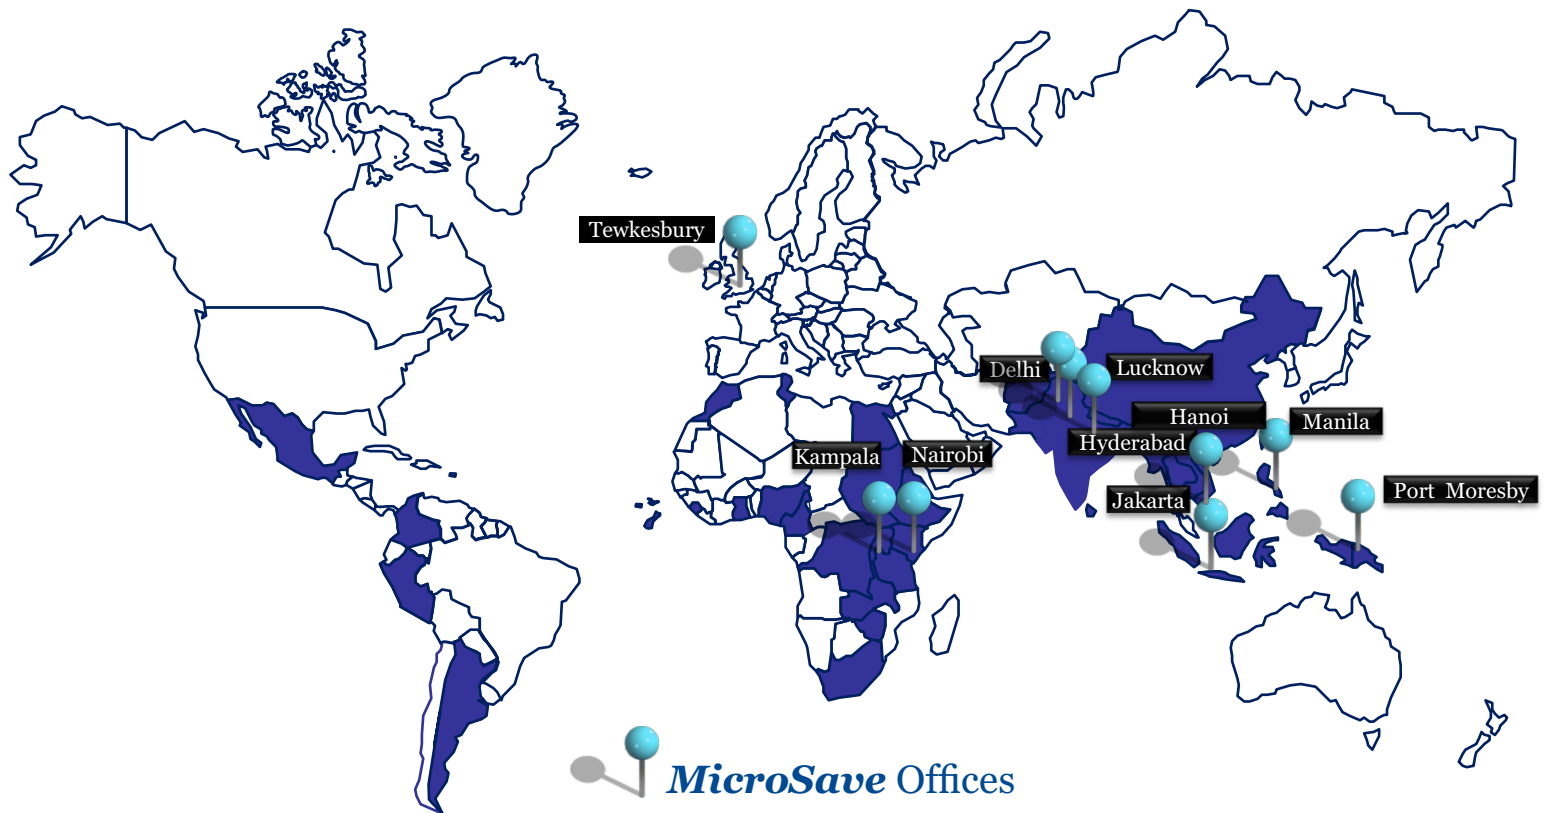 Tewkesbury
Delhi
Lucknow
Hanoi
Manila
Hyderabad
Kampala
Nairobi
Jakarta
Port Moresby
MicroSave Offices